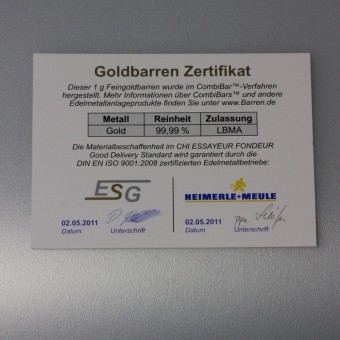 Goldbarren Zertifikat
Dieser 1 g Feingoldbarren wurde im CombiBar™-Verfahren
hergestellt. Mehr Informationen über CombiBars™ und andere
Edelmetallanlageprodukte finden Sie unter www.Barren.de
Metall Reinheit Zulassung
Gold 99,99 % LBMA
Die Materialbeschaffenheit im CHI ESSAYEUR FONDEUR
Good Delivery Standard wird garantiert durch die
DIN EN ISO 9001:2008 zertifizierten Edelmetallbetriebe:
ESG HEIMERLE+MEULE
02.05.2011 02.05.2011
Datum Unterschrift Datum Unterschrift